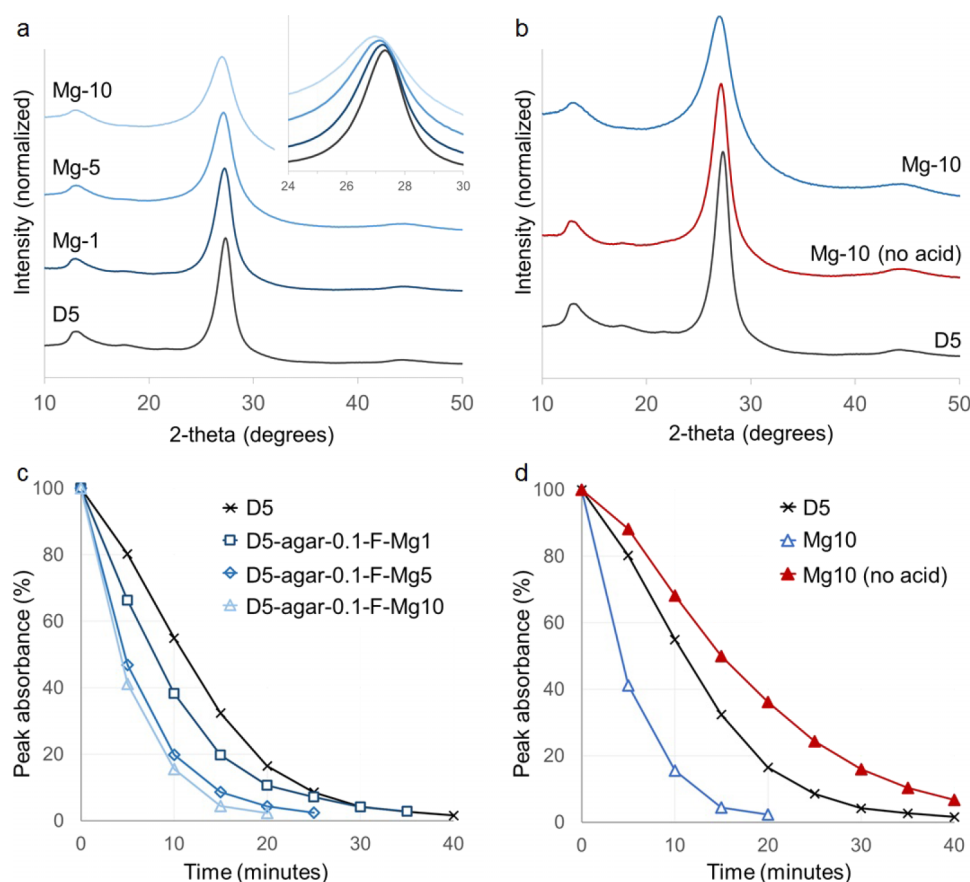 a
Mg-10
Mg-5
Mg-1
D5
24 26 28 30
10 20 30 40 50
2-theta (degrees)
Intensity (normalized)
b
Mg-10
Mg-10 (no acid)
D5
10 20 30 40 50
2-theta (degrees)
Intensity (normalized)
c
D5
D5-agar-0.1-F-Mg1
D5-agar-0.1-F-Mg5
D5-agar-0.1-F-Mg10
100
80
60
40
20
0
0 10 20 30 40
Time (minutes)
Peak absorbance (%)
d
D5
Mg10
Mg10 (no acid)
100
80
60
40
20
0
0 10 20 30 40
Time (minutes)
Peak absorbance (%)